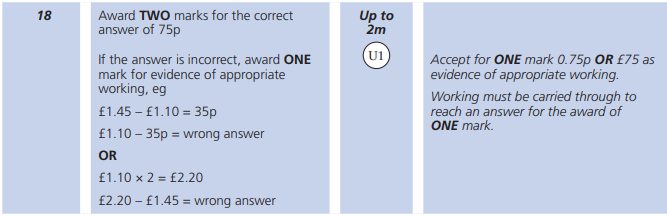 18
Award TWO marks for the correct
answer of 75p
If the answer is incorrect, award ONE
mark for evidence of appropriate
working, eg
£1.45 – £1.10 = 35p
£1.10 – 35p = wrong answer
OR
£1.10 × 2 = £2.20
£2.20 – £1.45 = wrong answer
Up to
2m
U1
Accept for ONE mark 0.75p OR £75 as
evidence of appropriate working.
Working must be carried through to
reach an answer for the award of
ONE mark.